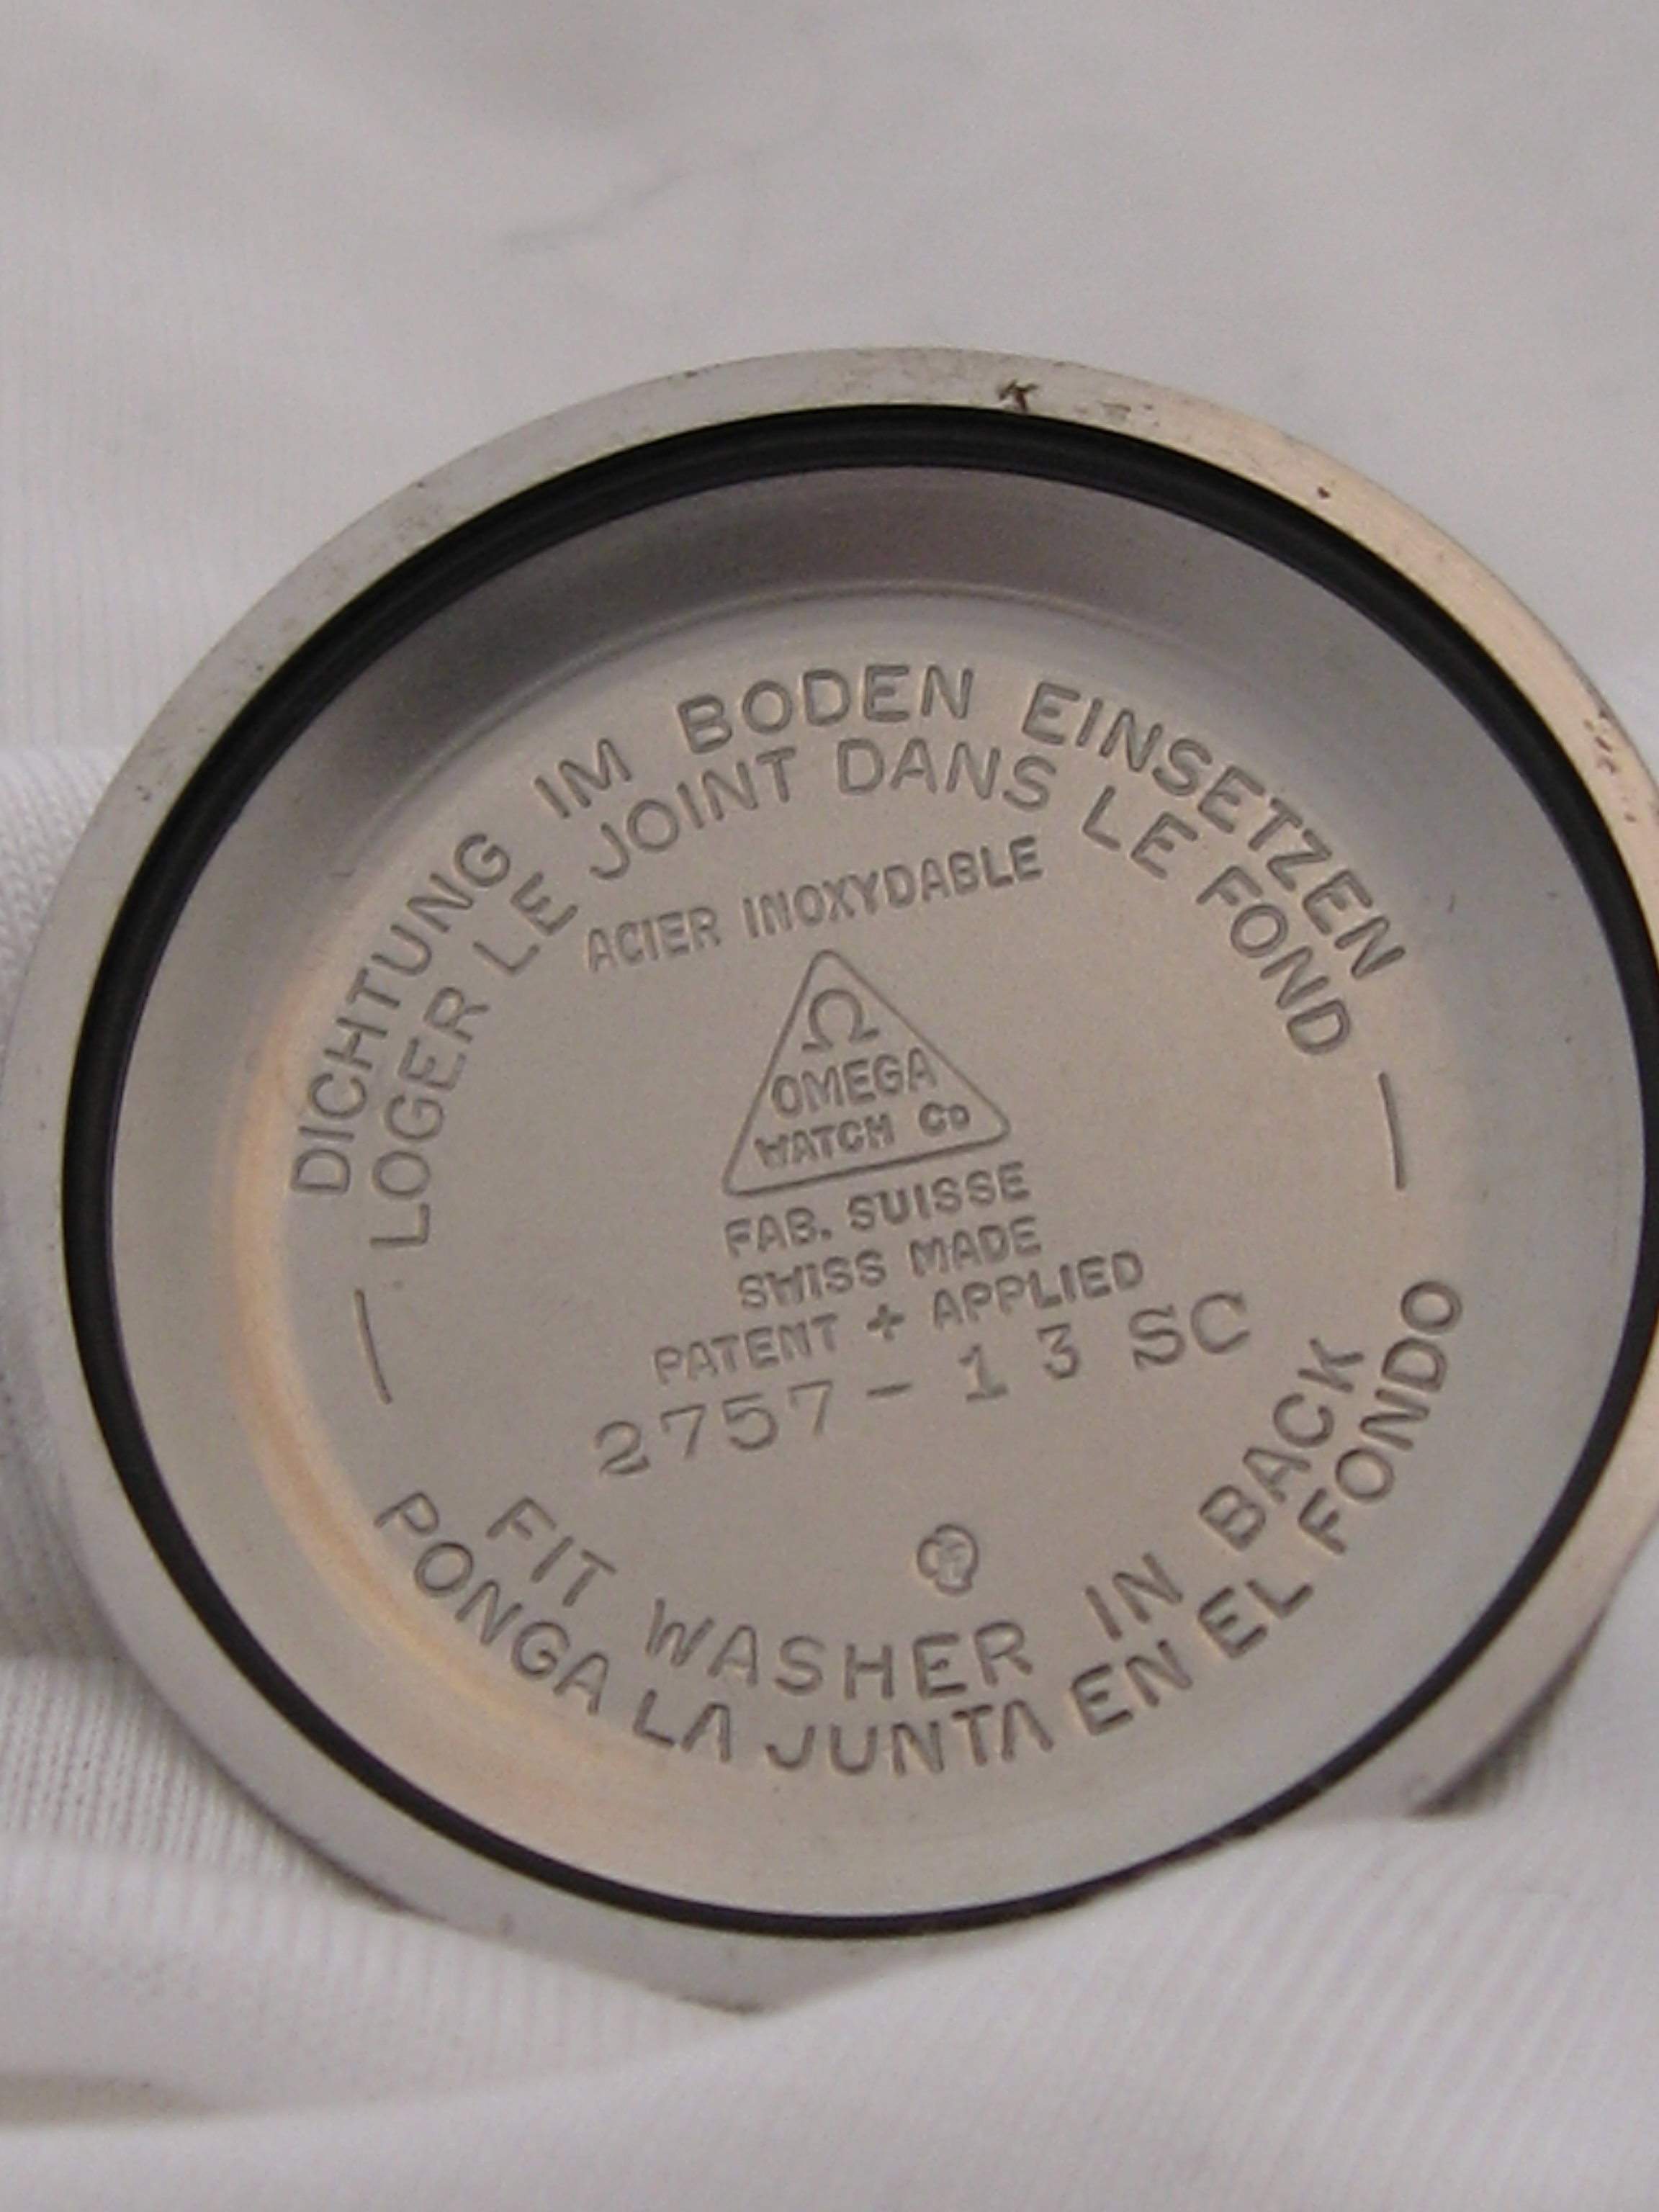 DICHTUNG IM BODEN EINSETZEN
— LOGER LE JOINT DANS LE FOND —
ACIER INOXYDABLE
Ω
OMEGA
WATCH Co
FAB. SUISSE
SWISS MADE
PATENT + APPLIED
2757-13 SC
FIT WASHER IN BACK
PONGA LA JUNTA EN EL FONDO